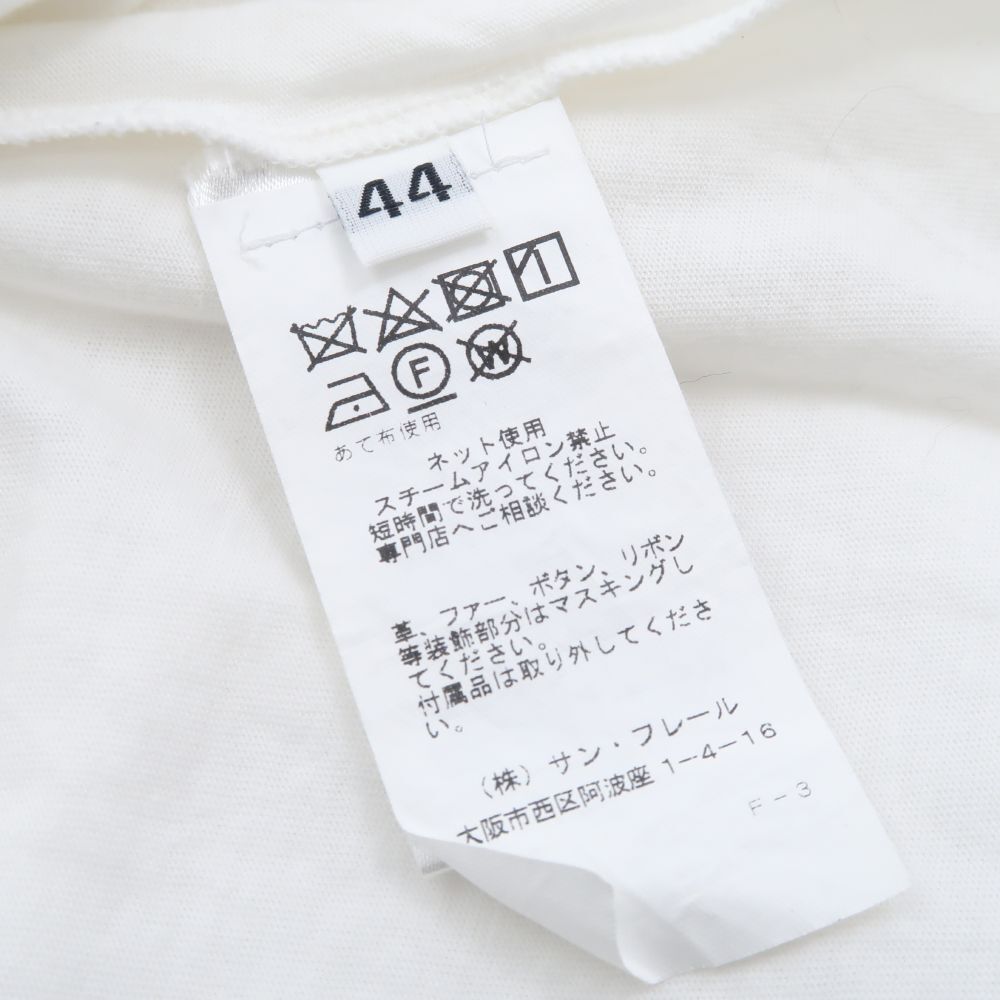 44
F W
あて布使用
ネット使用
スチームアイロン禁止
短時間で洗ってください。
専門店へご相談ください。
革、ファー、ボタン、リボン
等装飾部分はマスキングし
てください。
付属品は取り外してくださ
い。
(株)サン・フレール
大阪市西区阿波座1-4-16
F-3